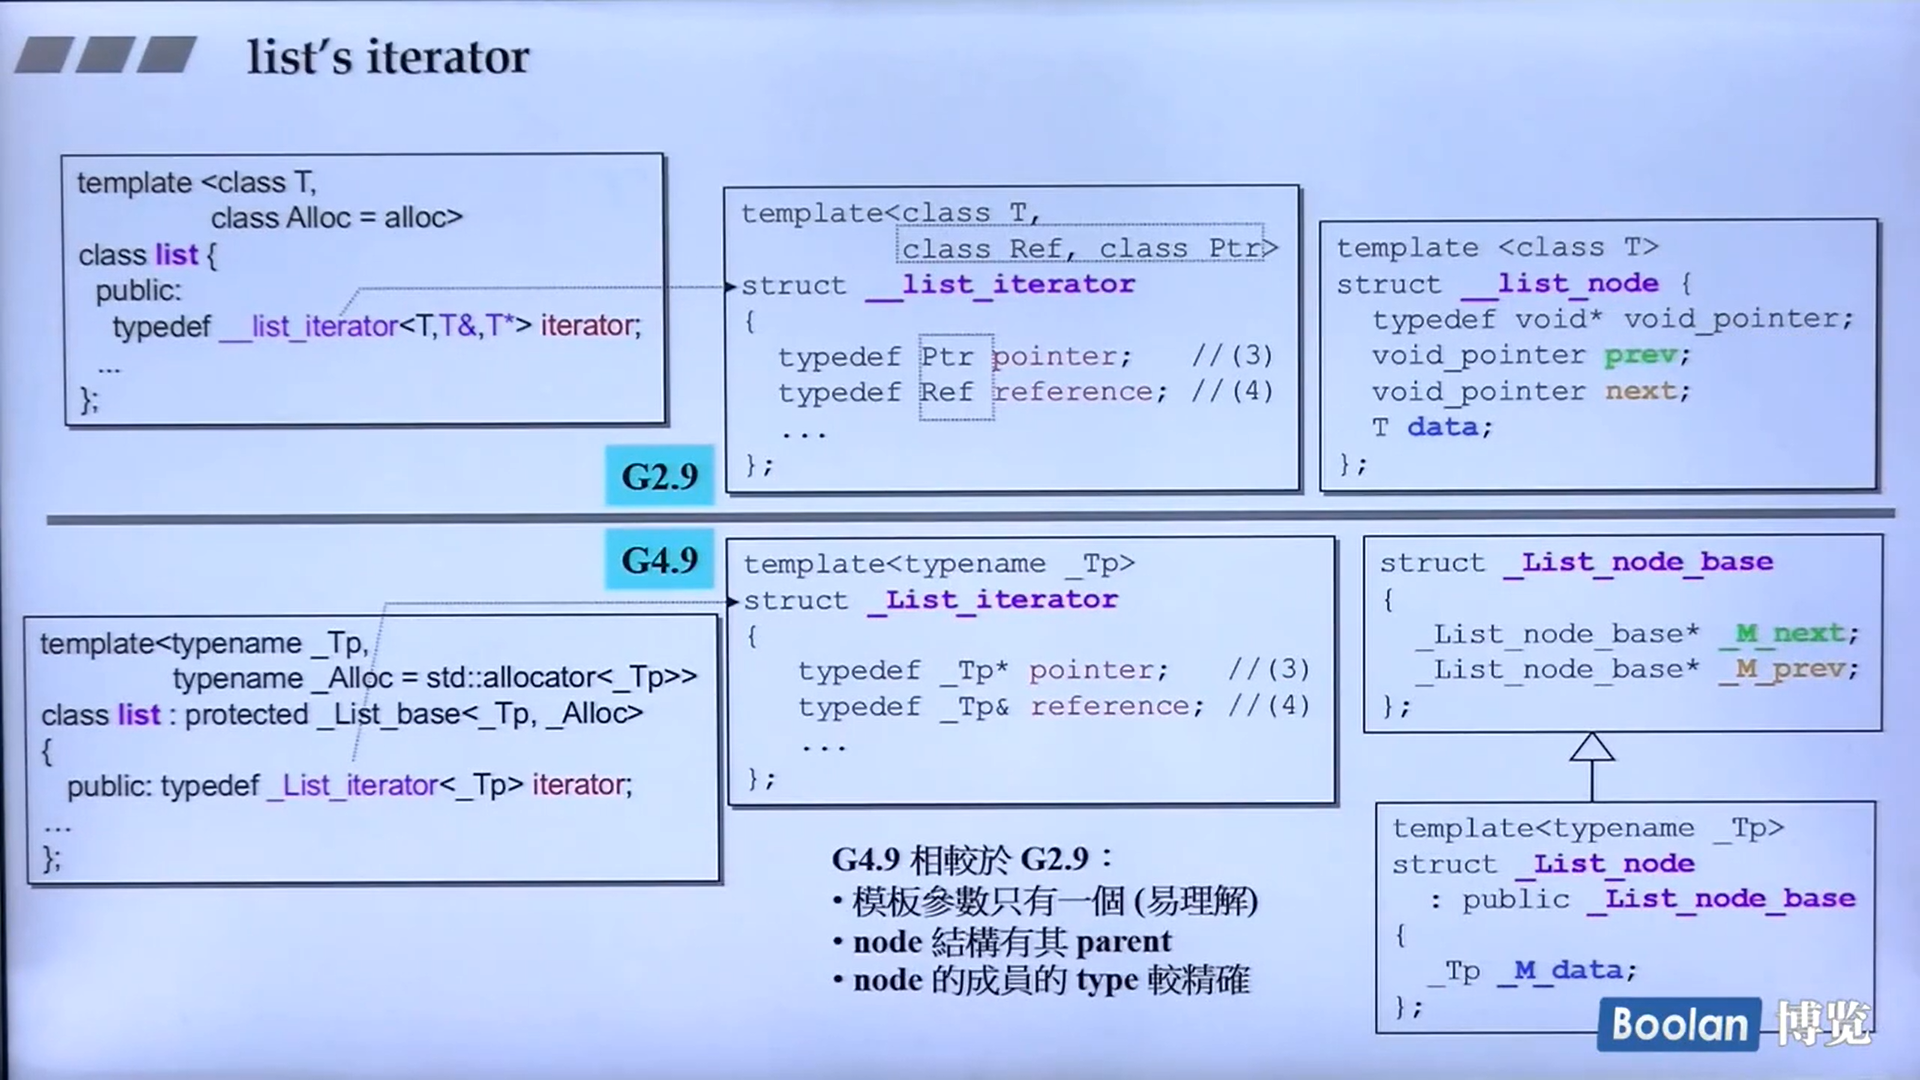 list's iterator
template <class T,
class Alloc = alloc>
class list {
public:
typedef __list_iterator<T,T&,T*> iterator;
...
};
template<class T,
class Ref, class Ptr>
struct __list_iterator
{
typedef Ptr pointer; //(3)
typedef Ref reference; //(4)
...
};
template <class T>
struct __list_node {
typedef void* void_pointer;
void_pointer prev;
void_pointer next;
T data;
};
G2.9
G4.9
template<typename _Tp,
typename _Alloc = std::allocator<_Tp>>
class list : protected _List_base<_Tp, _Alloc>
{
public: typedef _List_iterator<_Tp> iterator;
...
};
template<typename _Tp>
struct _List_iterator
{
typedef _Tp* pointer; //(3)
typedef _Tp& reference; //(4)
...
};
struct _List_node_base
{
_List_node_base* _M_next;
_List_node_base* _M_prev;
};
template<typename _Tp>
struct _List_node
: public _List_node_base
{
_Tp _M_data;
};
G4.9 相較於 G2.9：
• 模板參數只有一個 (易理解)
• node 結構有其 parent
• node 的成員的 type 較精確
Boolan 博览